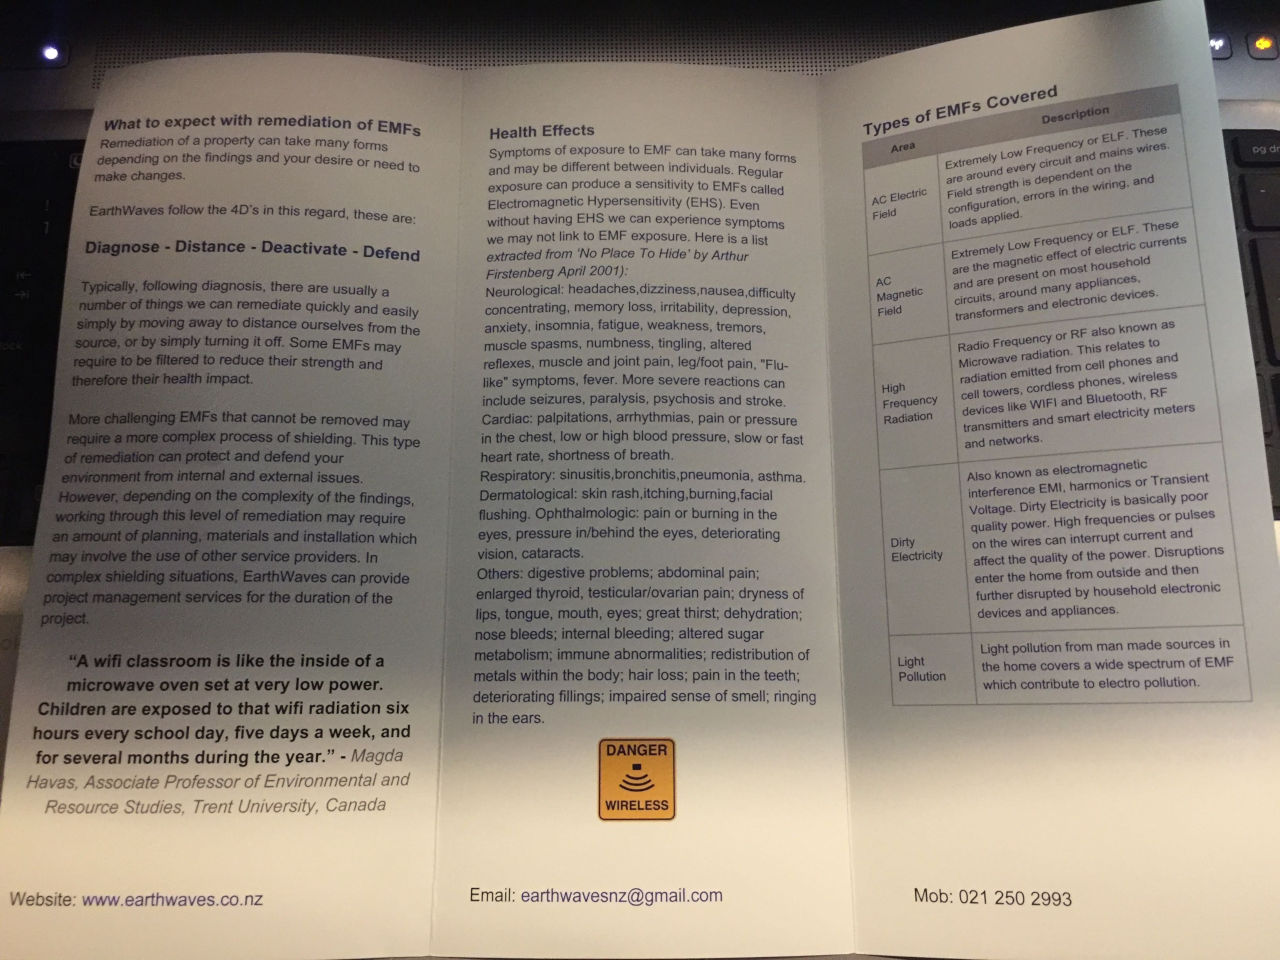 What to expect with remediation of EMFs
Remediation of a property can take many forms
depending on the findings and your desire or need to
make changes.
EarthWaves follow the 4D's in this regard, these are:
Diagnose - Distance - Deactivate - Defend
Typically, following diagnosis, there are usually a
number of things we can remediate quickly and easily
simply by moving away to distance ourselves from the
source, or by simply turning it off. Some EMFs may
require to be filtered to reduce their strength and
therefore their health impact.
More challenging EMFs that cannot be removed may
require a more complex process of shielding. This type
of remediation can protect and defend your
environment from internal and external issues.
However, depending on the complexity of the findings,
working through this level of remediation may require
an amount of planning, materials and installation which
may involve the use of other service providers. In
complex shielding situations, EarthWaves can provide
project management services for the duration of the
project.
“A wifi classroom is like the inside of a
microwave oven set at very low power.
Children are exposed to that wifi radiation six
hours every school day, five days a week, and
for several months during the year.” - Magda
Havas, Associate Professor of Environmental and
Resource Studies, Trent University, Canada
Website: www.earthwaves.co.nz
Health Effects
Symptoms of exposure to EMF can take many forms
and may be different between individuals. Regular
exposure can produce a sensitivity to EMFs called
Electromagnetic Hypersensitivity (EHS). Even
without having EHS we can experience symptoms
we may not link to EMF exposure. Here is a list
extracted from 'No Place To Hide' by Arthur
Firstenberg April 2001):
Neurological: headaches,dizziness,nausea,difficulty
concentrating, memory loss, irritability, depression,
anxiety, insomnia, fatigue, weakness, tremors,
muscle spasms, numbness, tingling, altered
reflexes, muscle and joint pain, leg/foot pain, "Flu-
like" symptoms, fever. More severe reactions can
include seizures, paralysis, psychosis and stroke.
Cardiac: palpitations, arrhythmias, pain or pressure
in the chest, low or high blood pressure, slow or fast
heart rate, shortness of breath.
Respiratory: sinusitis,bronchitis,pneumonia, asthma.
Dermatological: skin rash,itching,burning,facial
flushing. Ophthalmologic: pain or burning in the
eyes, pressure in/behind the eyes, deteriorating
vision, cataracts.
Others: digestive problems; abdominal pain;
enlarged thyroid, testicular/ovarian pain; dryness of
lips, tongue, mouth, eyes; great thirst; dehydration;
nose bleeds; internal bleeding; altered sugar
metabolism; immune abnormalities; redistribution of
metals within the body; hair loss; pain in the teeth;
deteriorating fillings; impaired sense of smell; ringing
in the ears.
DANGER
WIRELESS
Email: earthwavesnz@gmail.com
Types of EMFs Covered
Area
Description
AC Electric
Field
Extremely Low Frequency or ELF. These
are around every circuit and mains wires.
Field strength is dependent on the
configuration, errors in the wiring, and
loads applied.
AC
Magnetic
Field
Extremely Low Frequency or ELF. These
are the magnetic effect of electric currents
and are present on most household
circuits, around many appliances,
transformers and electronic devices.
High
Frequency
Radiation
Radio Frequency or RF also known as
Microwave radiation. This relates to
radiation emitted from cell phones and
cell towers, cordless phones, wireless
devices like WIFI and Bluetooth, RF
transmitters and smart electricity meters
and networks.
Dirty
Electricity
Also known as electromagnetic
interference EMI, harmonics or Transient
Voltage. Dirty Electricity is basically poor
quality power. High frequencies or pulses
on the wires can interrupt current and
affect the quality of the power. Disruptions
enter the home from outside and then
further disrupted by household electronic
devices and appliances.
Light
Pollution
Light pollution from man made sources in
the home covers a wide spectrum of EMF
which contribute to electro pollution.
Mob: 021 250 2993